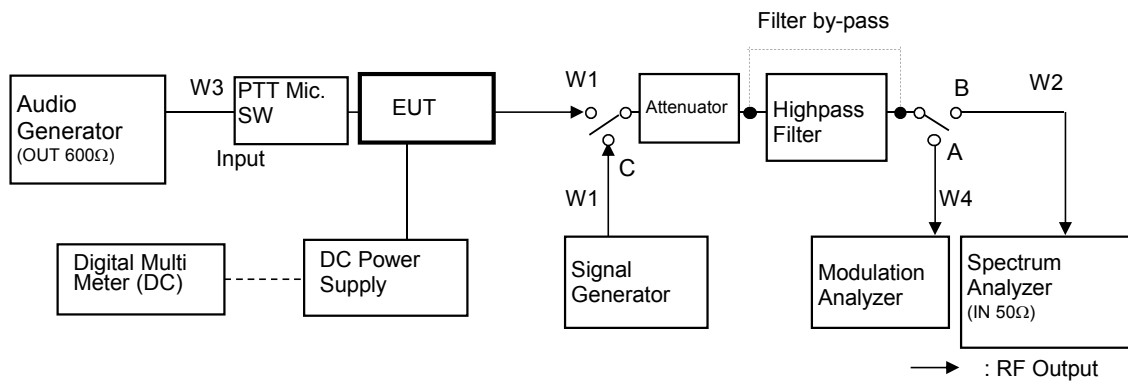 Filter by-pass
Audio
Generator
(OUT 600Ω)
W3
PTT Mic.
SW
Input
EUT
W1
Attenuator
Highpass
Filter
B
W2
A
C
W1
W4
Digital Multi
Meter (DC)
DC Power
Supply
Signal
Generator
Modulation
Analyzer
Spectrum
Analyzer
(IN 50Ω)
: RF Output